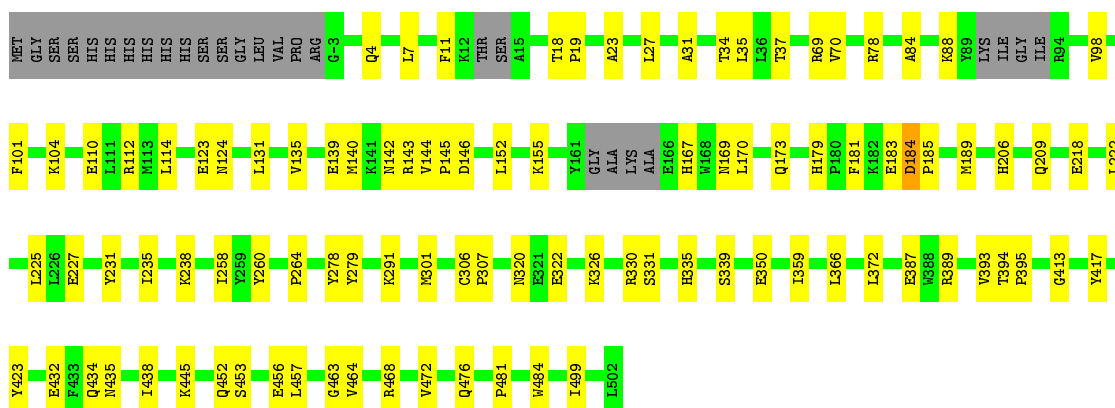 MET GLY SER SER HIS HIS HIS HIS HIS HIS SER SER GLY LEU VAL PRO ARG G-3 Q4 L7 F11 K12 THR SER A15 T18 P19 A23 L27 A31 T34 L35 L36 T37 R69 V70 R78 A84 K88 Y89 LYS ILE GLY ILE R94 V98
F101 K104 E110 L111 R112 M113 L114 E123 N124 L131 V135 E139 M140 K141 N142 R143 V144 P145 D146 L152 K155 Y161 GLY ALA LYS ALA E166 H167 W168 N169 L170 Q173 H179 P180 F181 K182 E183 D184 P185 M189 H206 Q209 E218
L225 L226 E227 Y231 I235 K238 I258 Y259 Y260 P264 Y278 Y279 K291 M301 C306 P307 N320 E321 E322 K326 R330 S331 H335 S339 E350 I359 L366 L372 E387 W388 R389 V393 T394 P395 G413 Y417
Y423 E432 F433 Q434 N435 I438 K445 Q452 S453 E456 L457 G463 V464 R468 V472 Q476 P481 W484 I499 L502